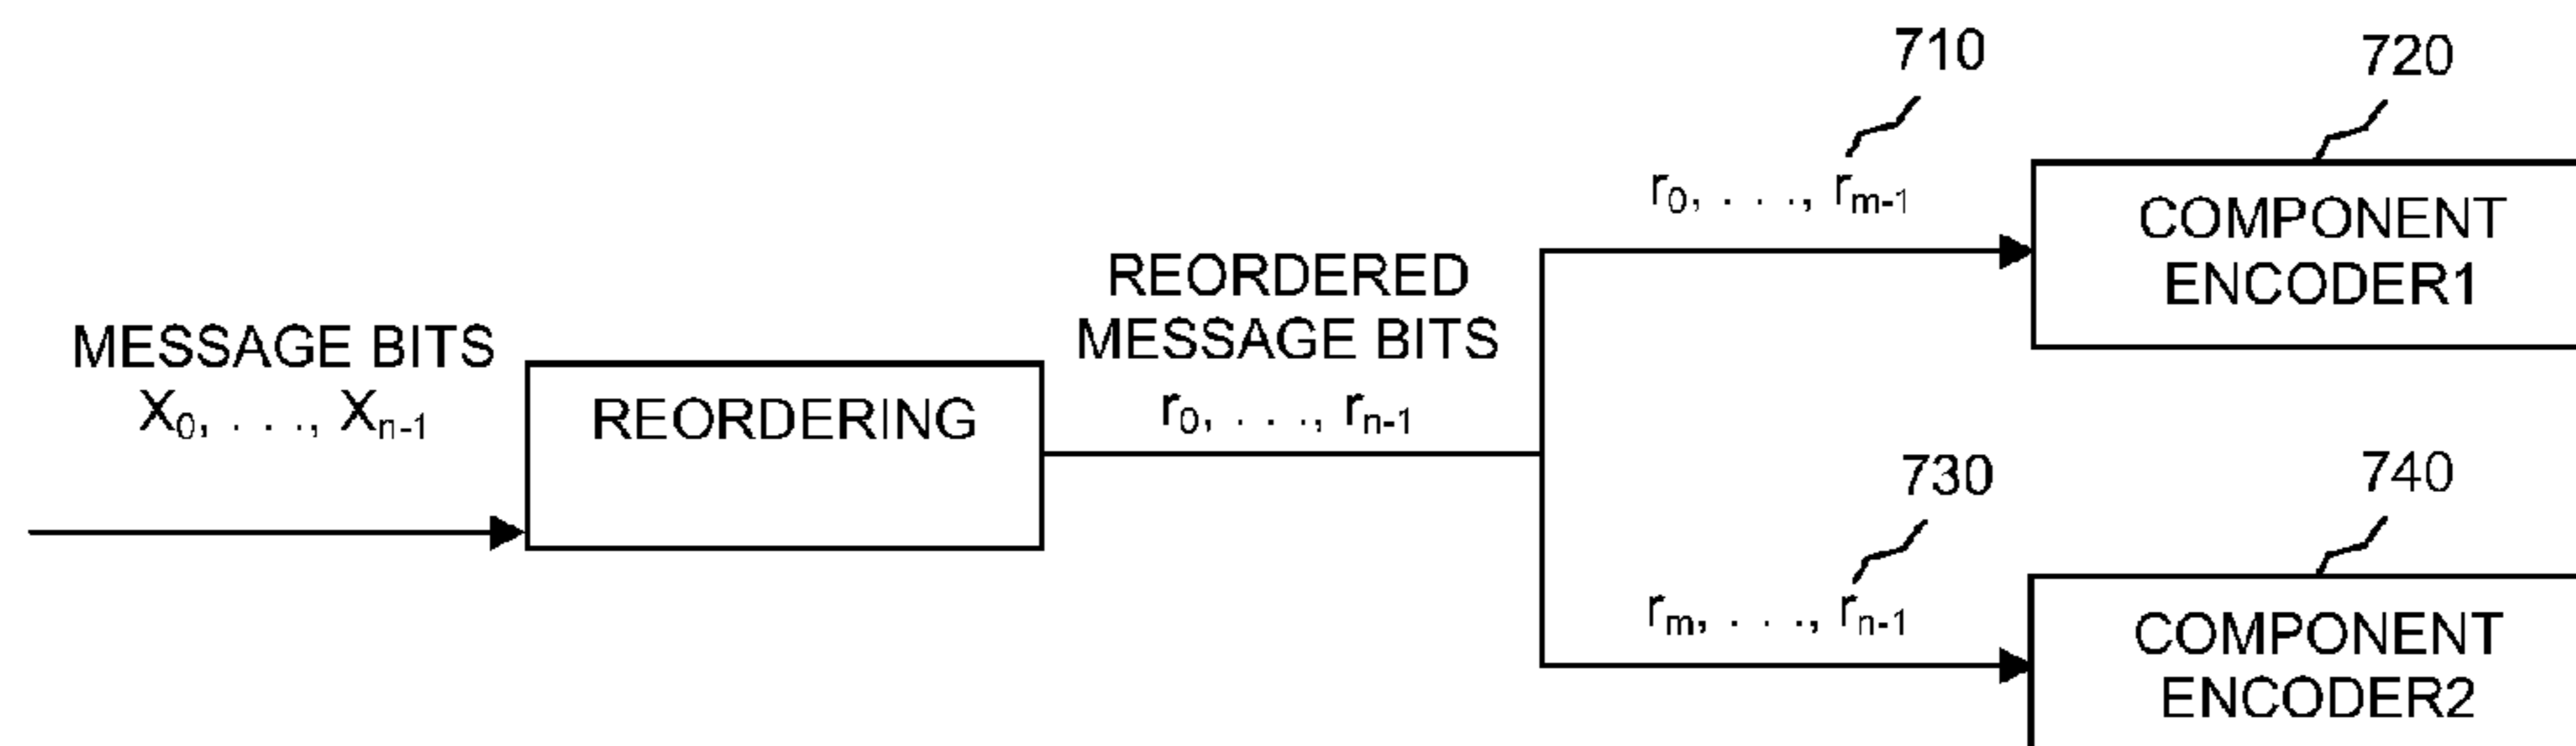 MESSAGE BITS
X₀, . . ., Xₙ₋₁
REORDERING
REORDERED
MESSAGE BITS
r₀, . . ., rₙ₋₁
710
r₀, . . ., rₘ₋₁
720
COMPONENT
ENCODER1
730
rₘ, . . ., rₙ₋₁
740
COMPONENT
ENCODER2